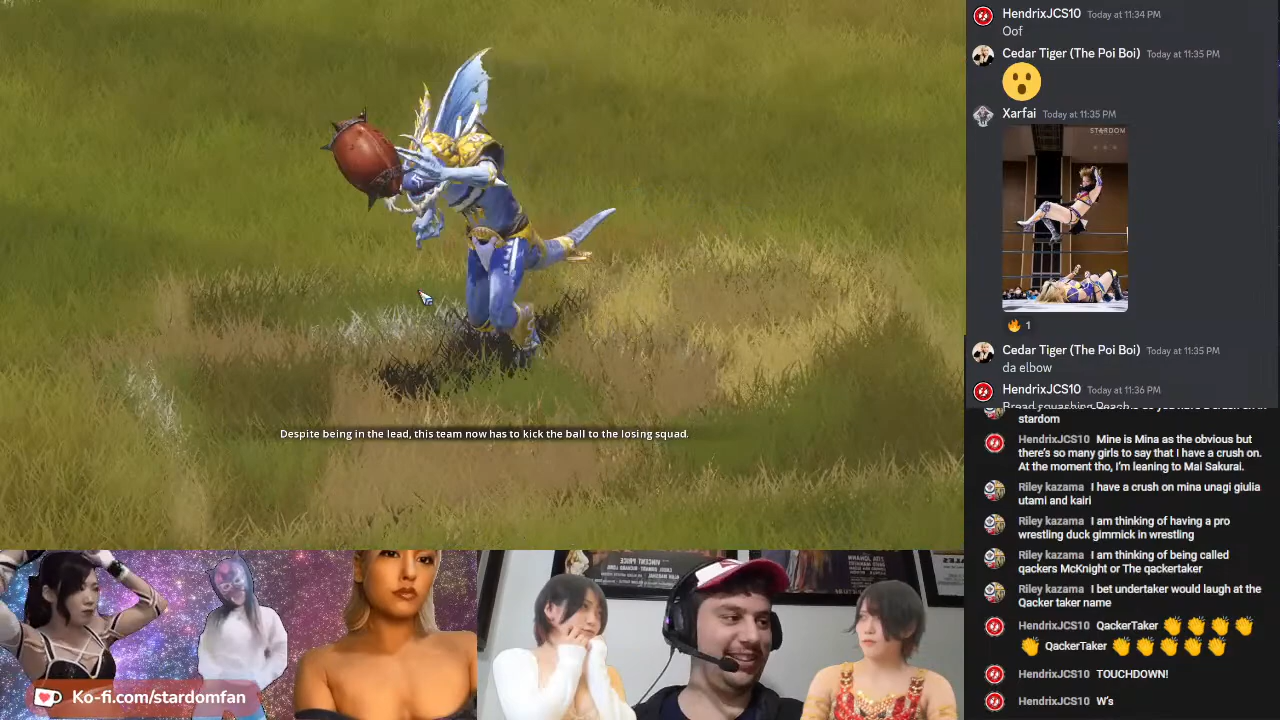 HendrixJCS10 Today at 11:34 PM
Oof
Cedar Tiger (The Poi Boi) Today at 11:35 PM
Xarfai Today at 11:35 PM
STARDOM
1
Cedar Tiger (The Poi Boi) Today at 11:35 PM
da elbow
HendrixJCS10 Today at 11:36 PM
Bread squashing Peach
stardom
HendrixJCS10 Mine is Mina as the obvious but
there's so many girls to say that I have a crush on.
At the moment tho, I'm leaning to Mai Sakurai.
Riley kazama I have a crush on mina unagi giulia
utami and kairi
Riley kazama I am thinking of having a pro
wrestling duck gimmick in wrestling
Riley kazama I am thinking of being called
qackers McKnight or The qackertaker
Riley kazama I bet undertaker would laugh at the
Qacker taker name
HendrixJCS10 QackerTaker 👏 👏 👏 👏
👏 QackerTaker 👏 👏 👏 👏 👏
HendrixJCS10 TOUCHDOWN!
HendrixJCS10 W's
Despite being in the lead, this team now has to kick the ball to the losing squad.
VINCENT PRICE
Ko-fi.com/stardomfan